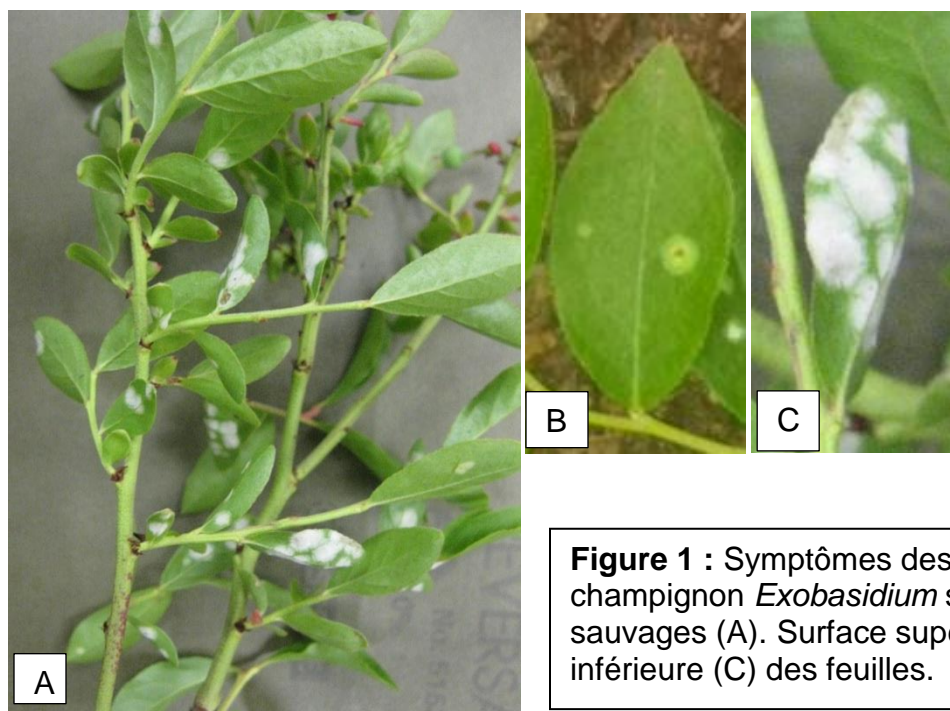 A
B
C
Figure 1 : Symptômes des
champignon Exobasidium
sauvages (A). Surface
inférieure (C) des feuilles.